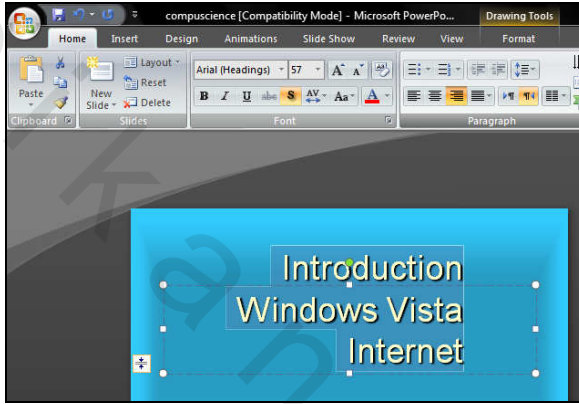 compuscience [Compatibility Mode] - Microsoft PowerPo... Drawing Tools
Home Insert Design Animations Slide Show Review View Format
Paste
New
Slide
Layout
Reset
Delete
Arial (Headings) 57 A A
B I U abc S AV Aa A
Clipboard Slides Font Paragraph
Introduction
Windows Vista
Internet